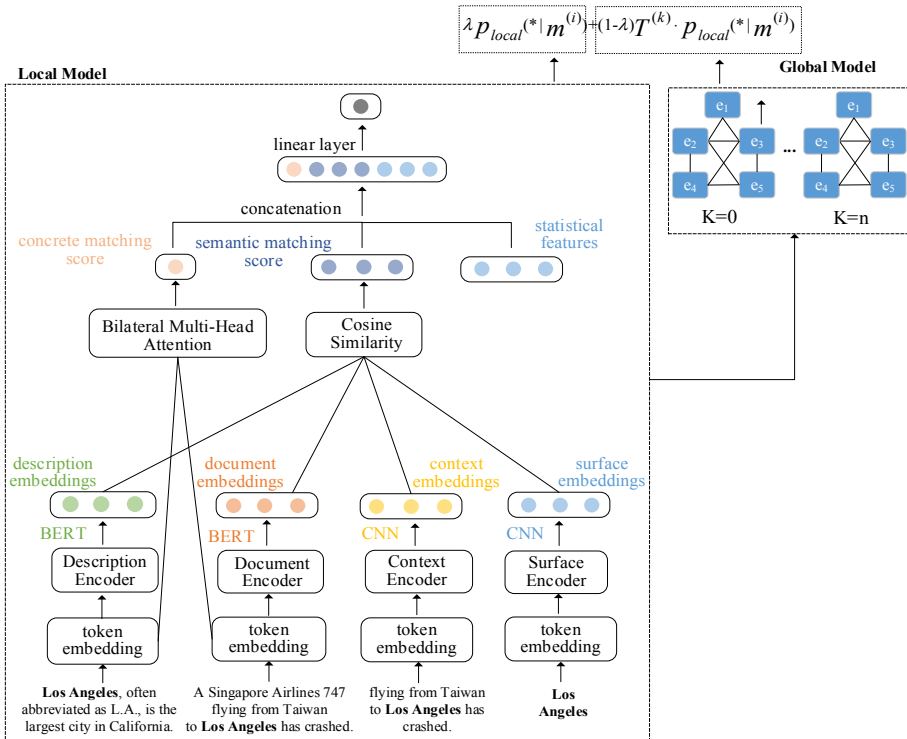 λ p_local(*| m^(i))+(1-λ)T^(k)· p_local(*| m^(i))
Local Model
Global Model
e1
e2
e3
e4
e5
K=0
...
e1
e2
e3
e4
e5
K=n
linear layer
concatenation
concrete matching
score
semantic matching
score
statistical
features
Bilateral Multi-Head
Attention
Cosine
Similarity
description
embeddings
document
embeddings
context
embeddings
surface
embeddings
BERT
BERT
CNN
CNN
Description
Encoder
Document
Encoder
Context
Encoder
Surface
Encoder
token
embedding
token
embedding
token
embedding
token
embedding
Los Angeles, often
abbreviated as L.A., is the
largest city in California.
A Singapore Airlines 747
flying from Taiwan
to Los Angeles has crashed.
flying from Taiwan
to Los Angeles has
crashed.
Los
Angeles